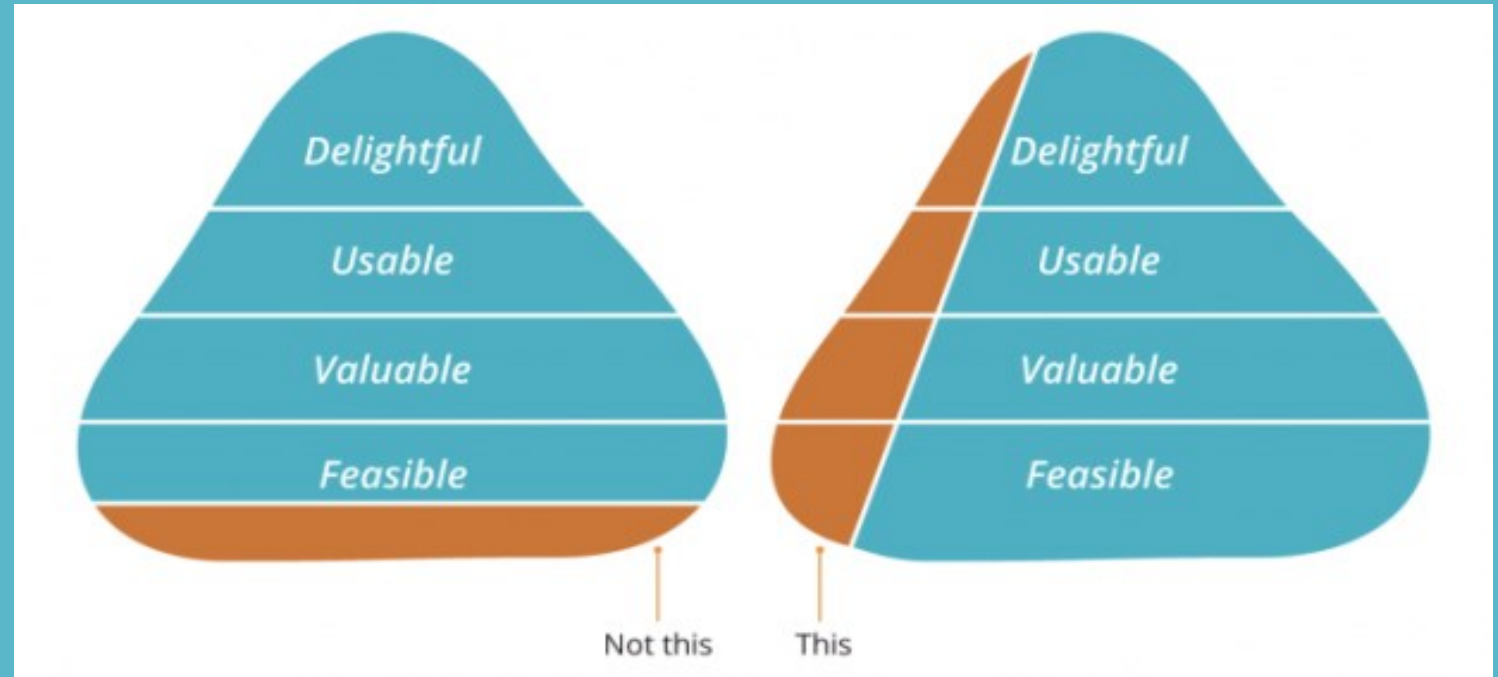 Delightful
Usable
Valuable
Feasible
Not this
Delightful
Usable
Valuable
Feasible
This